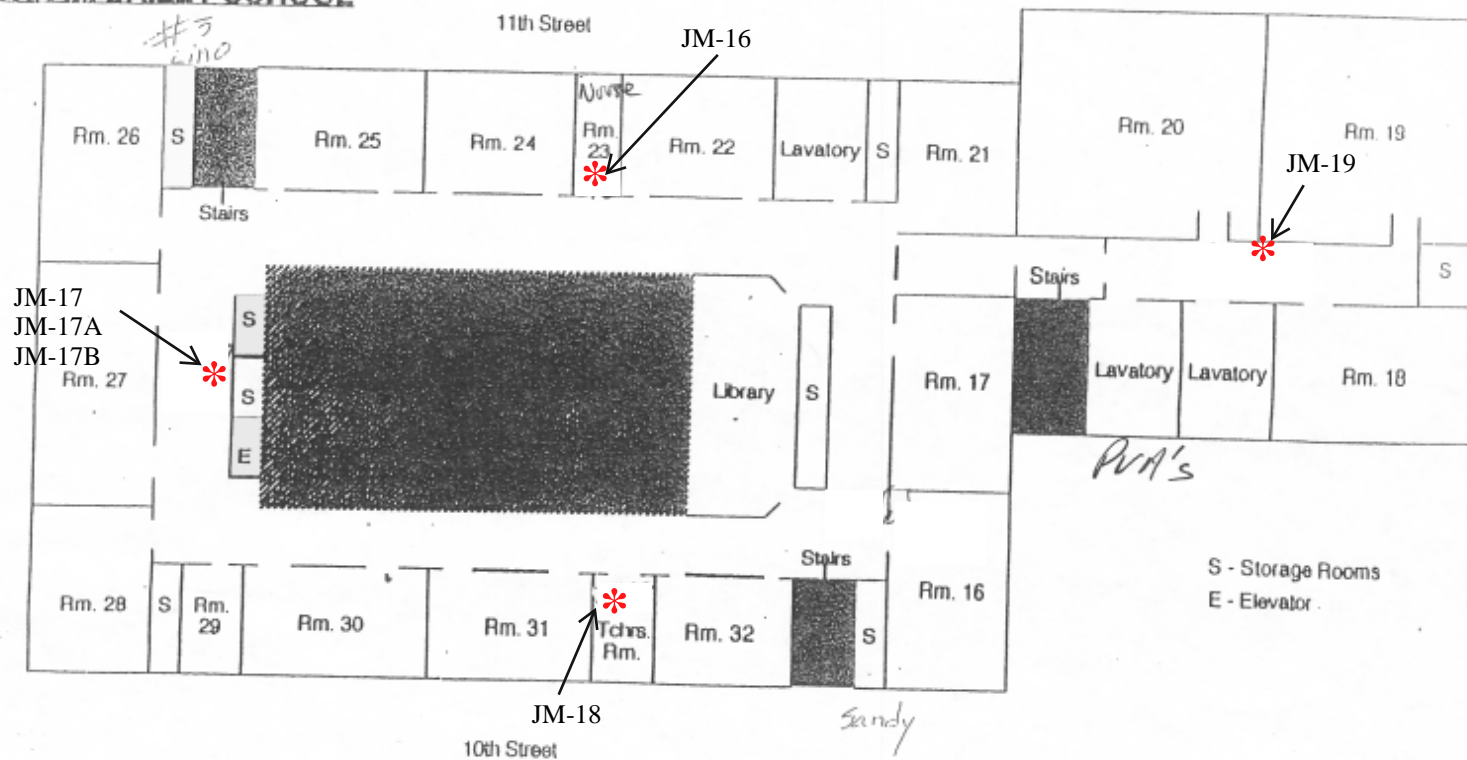 SCHOOL
#5
Lino
11th Street
JM-16
Nurse
Rm. 26
S
Rm. 25
Rm. 24
Rm.
23
Rm. 22
Lavatory
S
Rm. 21
Rm. 20
Rm. 19
JM-19
Stairs
Stairs
S
JM-17
JM-17A
JM-17B
S
Rm. 27
S
E
Library
S
Rm. 17
Lavatory
Lavatory
Rm. 18
Stairs
S - Storage Rooms
E - Elevator
Rm. 28
S
Rm.
29
Rm. 30
Rm. 31
Tchrs.
Rm.
Rm. 32
S
Rm. 16
JM-18
Sandy
10th Street